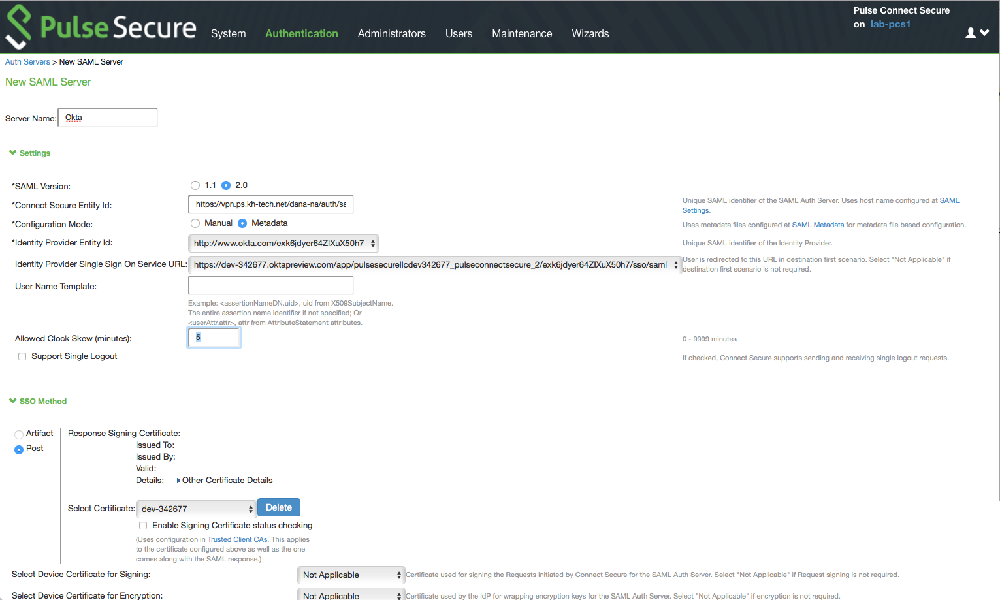 Pulse Secure
System Authentication Administrators Users Maintenance Wizards
Pulse Connect Secure
on lab-pcs1
Auth Servers > New SAML Server
New SAML Server
Server Name: Okta
Settings
*SAML Version: 1.1 2.0
*Connect Secure Entity Id: https://vpn.ps.kh-tech.net/dana-na/auth/sa
Unique SAML identifier of the SAML Auth Server. Uses host name configured at SAML
Settings.
*Configuration Mode: Manual Metadata
Uses metadata files configured at SAML Metadata for metadata file based configuration.
*Identity Provider Entity Id: http://www.okta.com/exk6jdyer64ZIXuX50h7
Unique SAML identifier of the Identity Provider.
Identity Provider Single Sign On Service URL: https://dev-342677.oktapreview.com/app/pulsesecurellcdev342677_pulseconnectsecure_2/exk6jdyer64ZIXuX50h7/sso/saml
User is redirected to this URL in destination first scenario. Select "Not Applicable" if
destination first scenario is not required.
User Name Template:
Example: <assertionNameDN.uid>, uid from X509SubjectName.
The entire assertion name identifier if not specified; Or
<userAttr.attr>, attr from AttributeStatement attributes.
Allowed Clock Skew (minutes): 5
0 - 9999 minutes
Support Single Logout
If checked, Connect Secure supports sending and receiving single logout requests.
SSO Method
Artifact
Post
Response Signing Certificate:
Issued To:
Issued By:
Valid:
Details: Other Certificate Details
Select Certificate: dev-342677 Delete
Enable Signing Certificate status checking
(Uses configuration in Trusted Client CAs. This applies
to the certificate configured above as well as the one
comes along with the SAML response.)
Select Device Certificate for Signing: Not Applicable
Certificate used for signing the Requests initiated by Connect Secure for the SAML Auth Server. Select "Not Applicable" if Request signing is not required.
Select Device Certificate for Encryption: Not Applicable
Certificate used by the IdP for wrapping encryption keys for the SAML Auth Server. Select "Not Applicable" if encryption is not required.